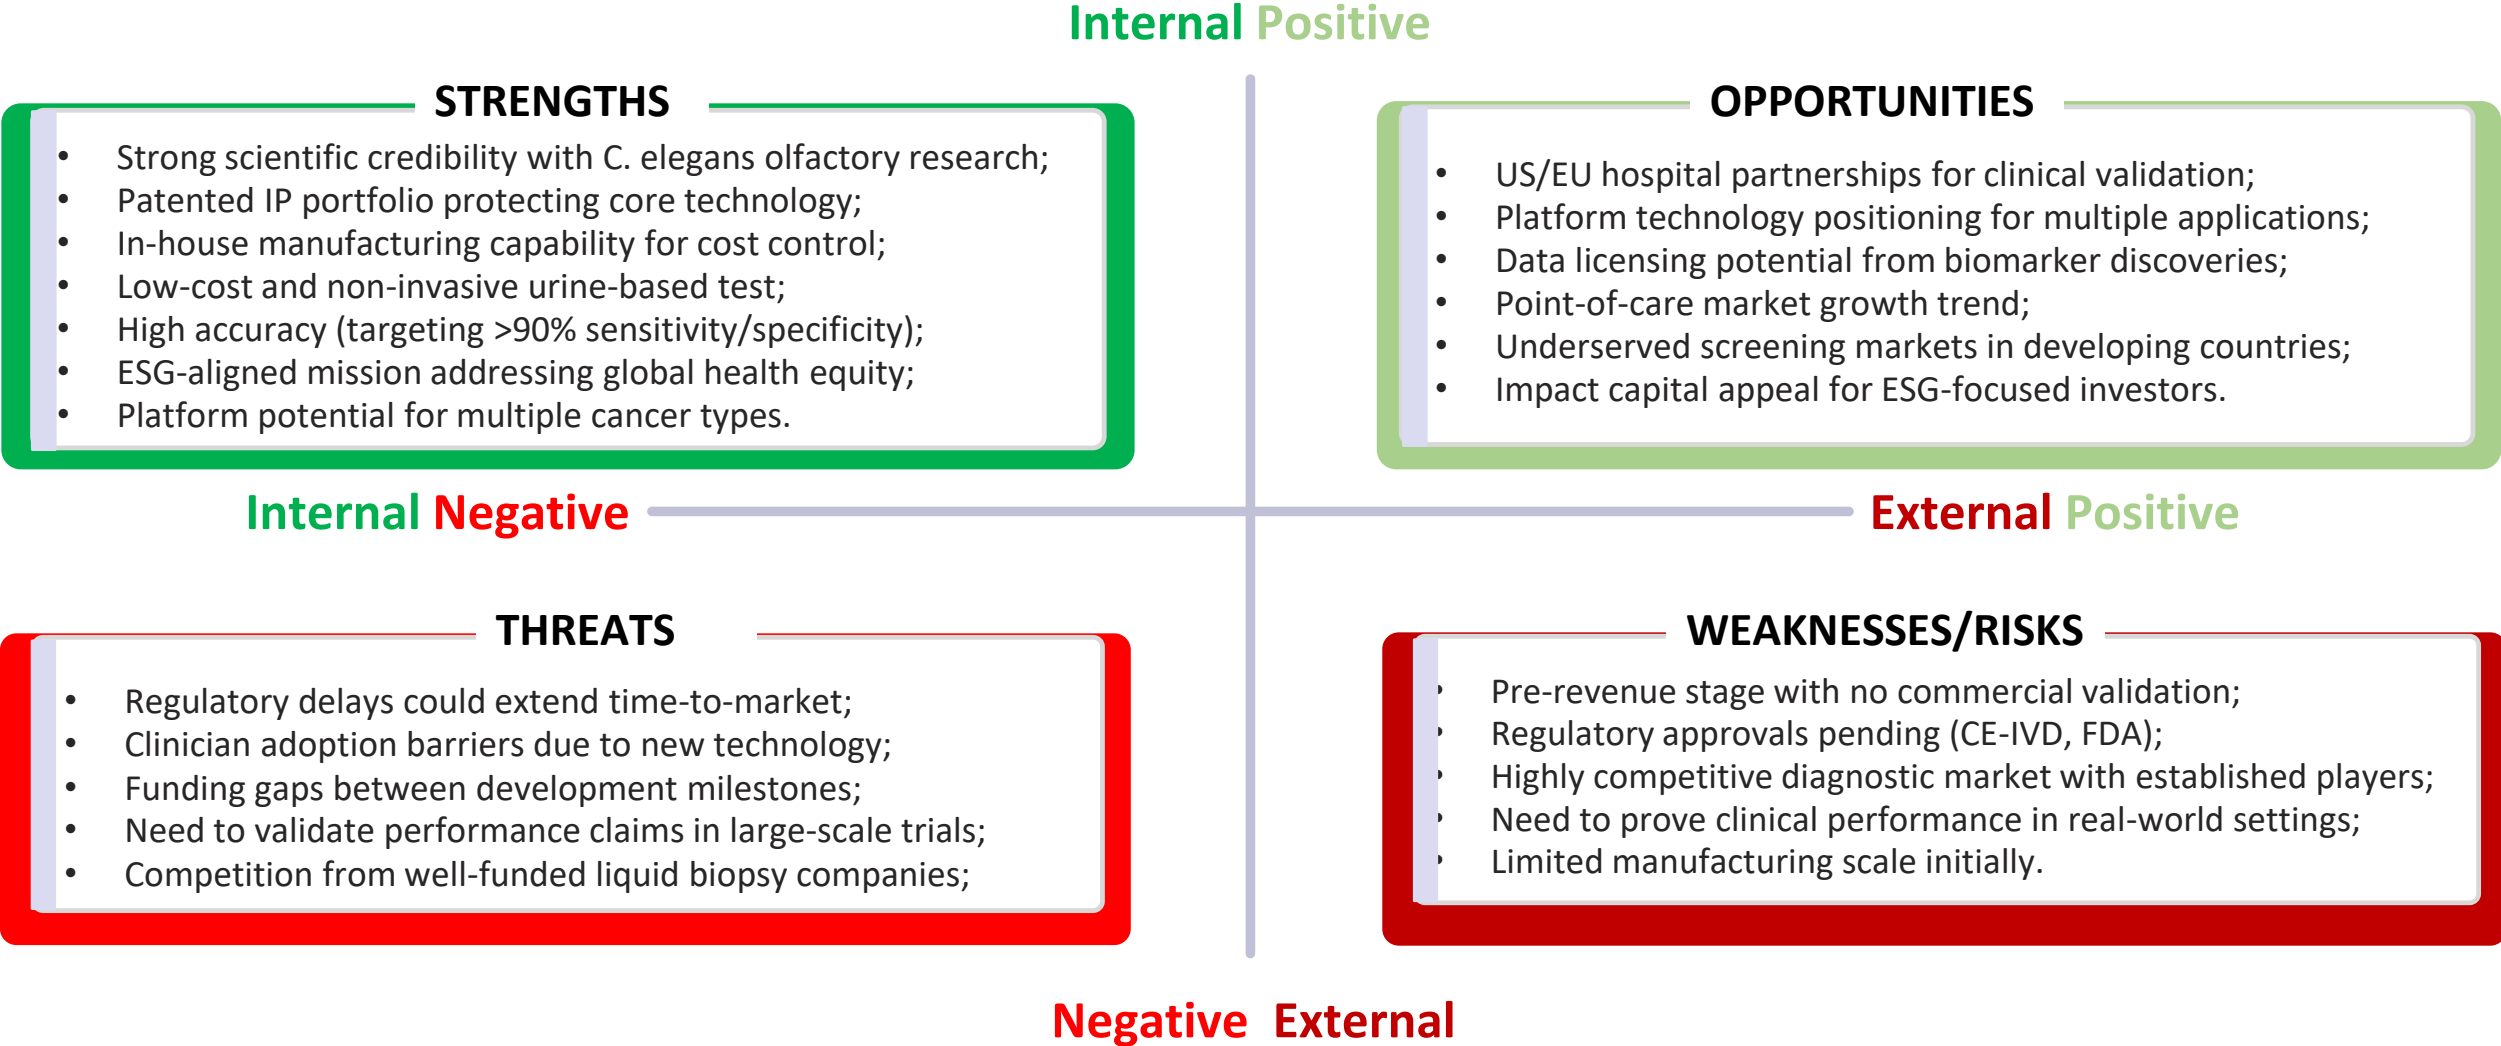 Internal Positive
STRENGTHS
• Strong scientific credibility with C. elegans olfactory research;
• Patented IP portfolio protecting core technology;
• In-house manufacturing capability for cost control;
• Low-cost and non-invasive urine-based test;
• High accuracy (targeting >90% sensitivity/specificity);
• ESG-aligned mission addressing global health equity;
• Platform potential for multiple cancer types.
OPPORTUNITIES
• US/EU hospital partnerships for clinical validation;
• Platform technology positioning for multiple applications;
• Data licensing potential from biomarker discoveries;
• Point-of-care market growth trend;
• Underserved screening markets in developing countries;
• Impact capital appeal for ESG-focused investors.
Internal Negative
External Positive
THREATS
• Regulatory delays could extend time-to-market;
• Clinician adoption barriers due to new technology;
• Funding gaps between development milestones;
• Need to validate performance claims in large-scale trials;
• Competition from well-funded liquid biopsy companies;
WEAKNESSES/RISKS
• Pre-revenue stage with no commercial validation;
• Regulatory approvals pending (CE-IVD, FDA);
• Highly competitive diagnostic market with established players;
• Need to prove clinical performance in real-world settings;
• Limited manufacturing scale initially.
Negative External